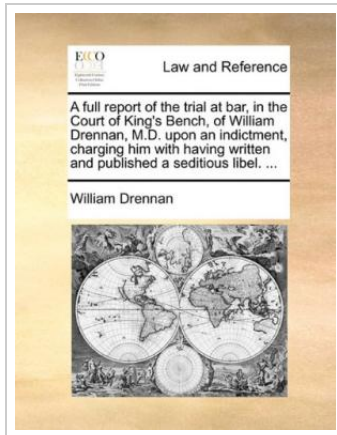 ECCO
Law and Reference
A full report of the trial at bar, in the
Court of King's Bench, of William
Drennan, M.D. upon an indictment,
charging him with having written
and published a seditious libel. ...
William Drennan